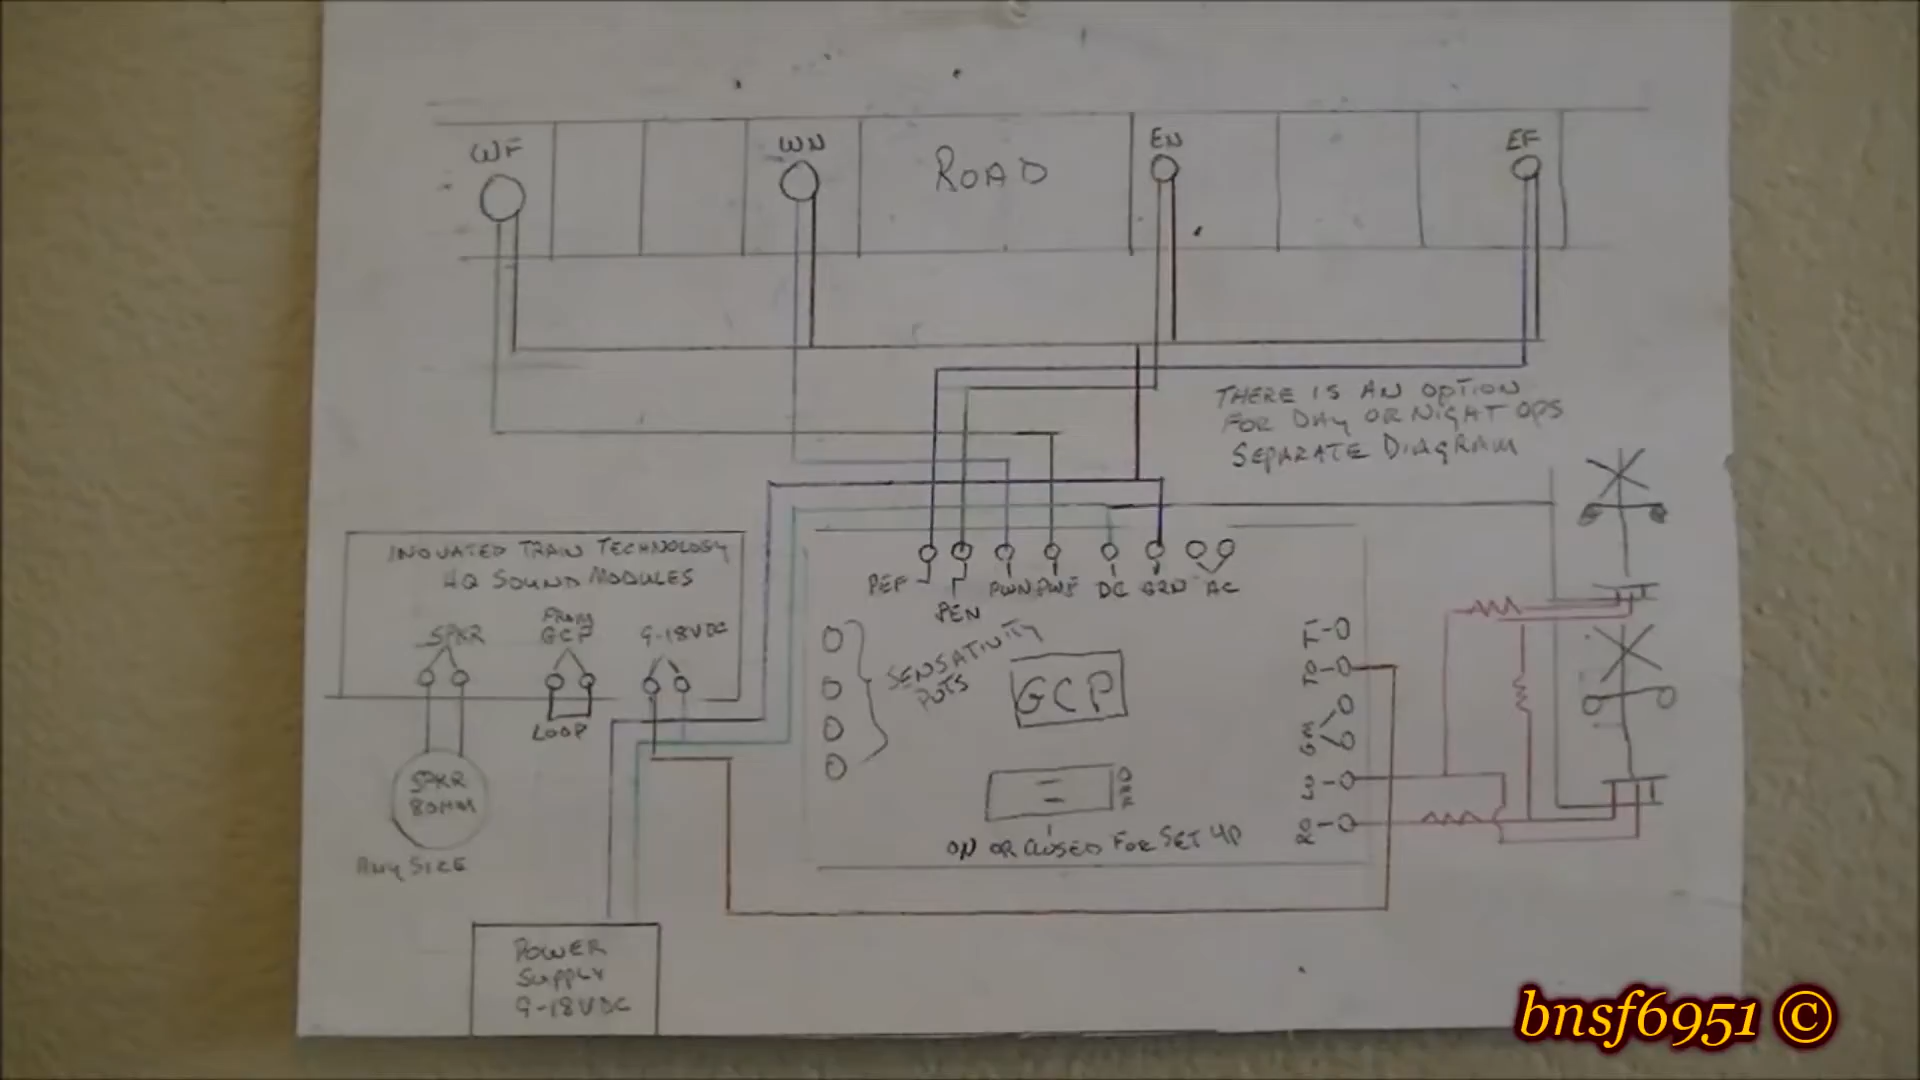 WF
WN
ROAD
EN
EF
THERE IS AN OPTION
FOR DAY OR NIGHT OPS
SEPARATE DIAGRAM
INOVATED TRAIN TECHNOLOGY
HQ SOUND MODULES
SPKR
FROM
GCP
9-18VDC
LOOP
SPKR
8OHM
ANY SIZE
POWER
SUPPLY
9-18VDC
PEF
PEN
PWN
PWF
DC
GRN
AC
SENSATIVITY
POTS
GCP
ON OR CLOSED FOR SET UP
bnsf6951 ©